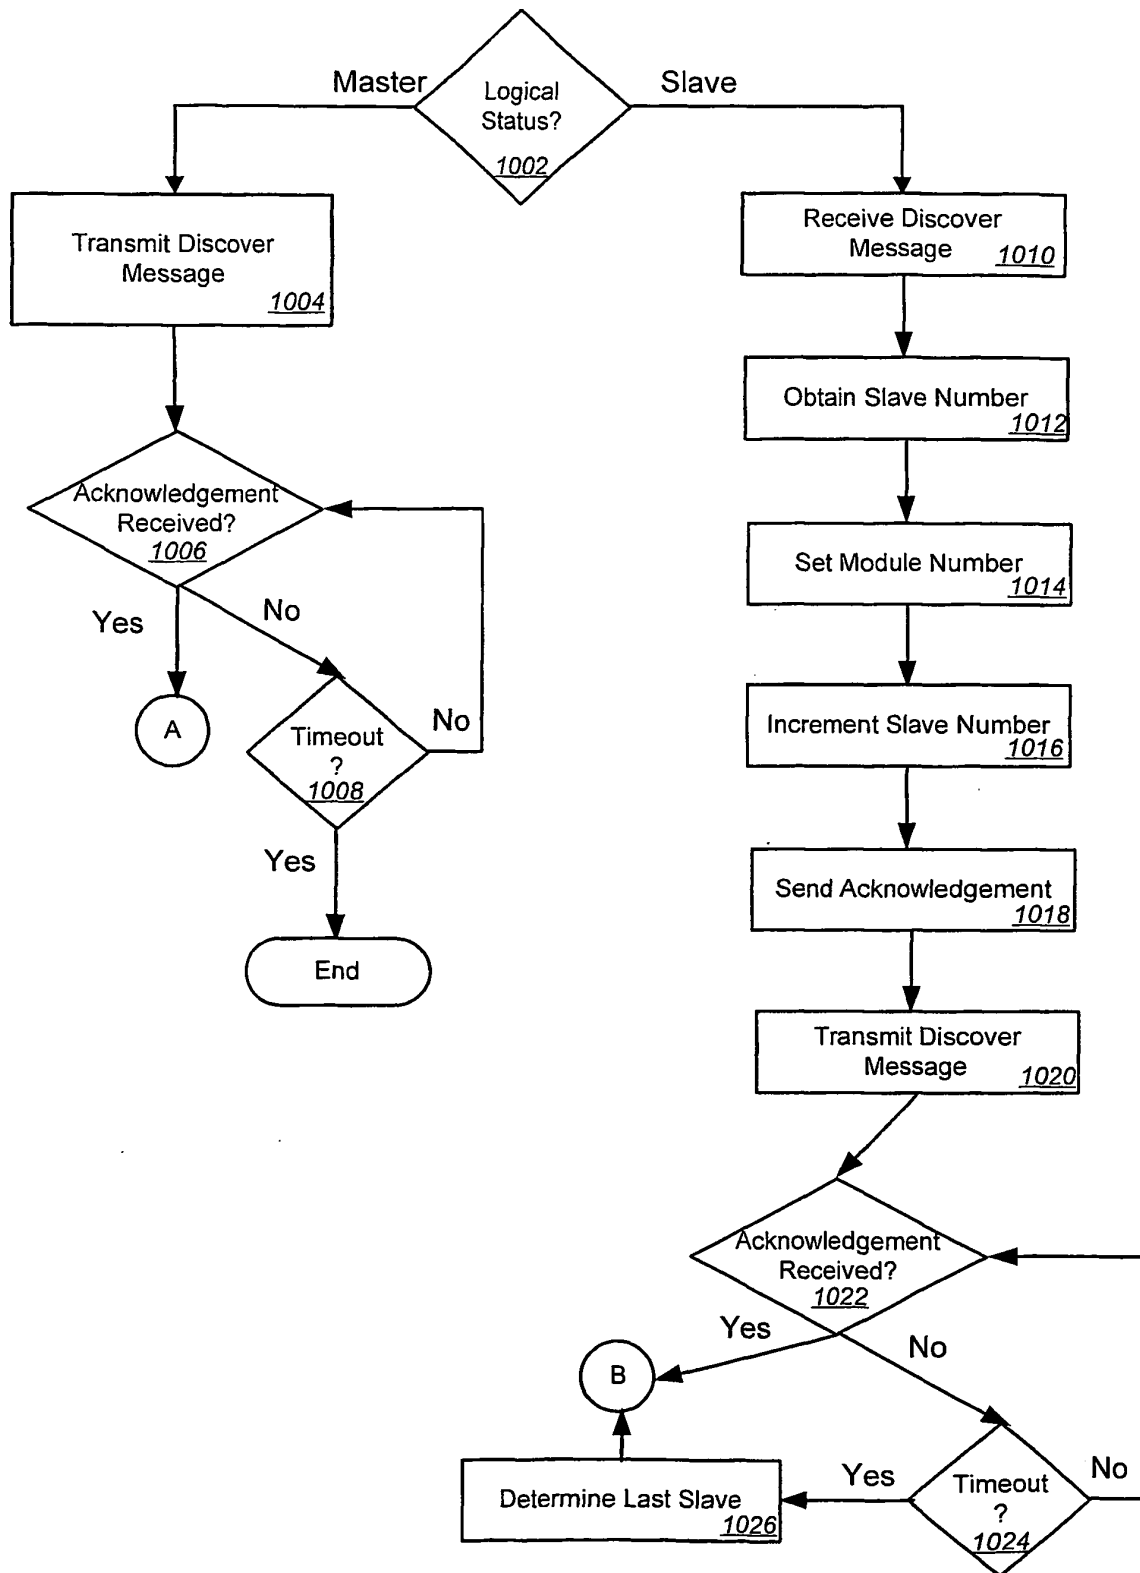 Master
Logical
Status?
1002
Slave
Transmit Discover
Message
1004
Acknowledgement
Received?
1006
Yes
No
A
Timeout
?
1008
No
Yes
End
Receive Discover
Message
1010
Obtain Slave Number
1012
Set Module Number
1014
Increment Slave Number
1016
Send Acknowledgement
1018
Transmit Discover
Message
1020
Acknowledgement
Received?
1022
Yes
No
B
Timeout
?
1024
No
Yes
Determine Last Slave
1026